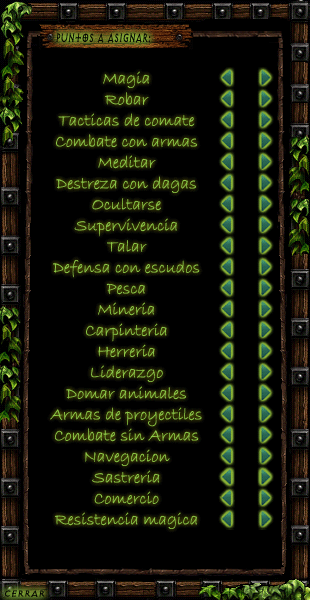 PUNTOS A ASIGNAR:
Magia
Robar
Tacticas de comate
Combate con armas
Meditar
Destreza con dagas
Ocultarse
Supervivencia
Talar
Defensa con escudos
Pesca
Mineria
Carpinteria
Herreria
Liderazgo
Domar animales
Armas de proyectiles
Combate sin Armas
Navegacion
Sastreria
Comercio
Resistencia magica
CERRAR